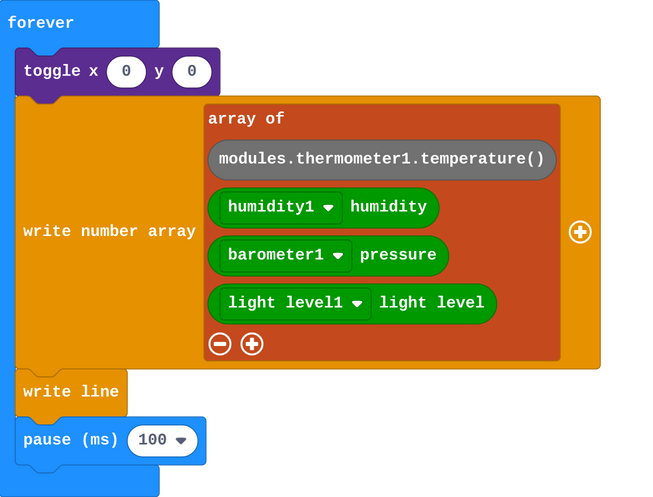 forever
toggle x 0 y 0
array of
modules.thermometer1.temperature()
humidity1 humidity
write number array
barometer1 pressure
light level1 light level
write line
pause (ms) 100